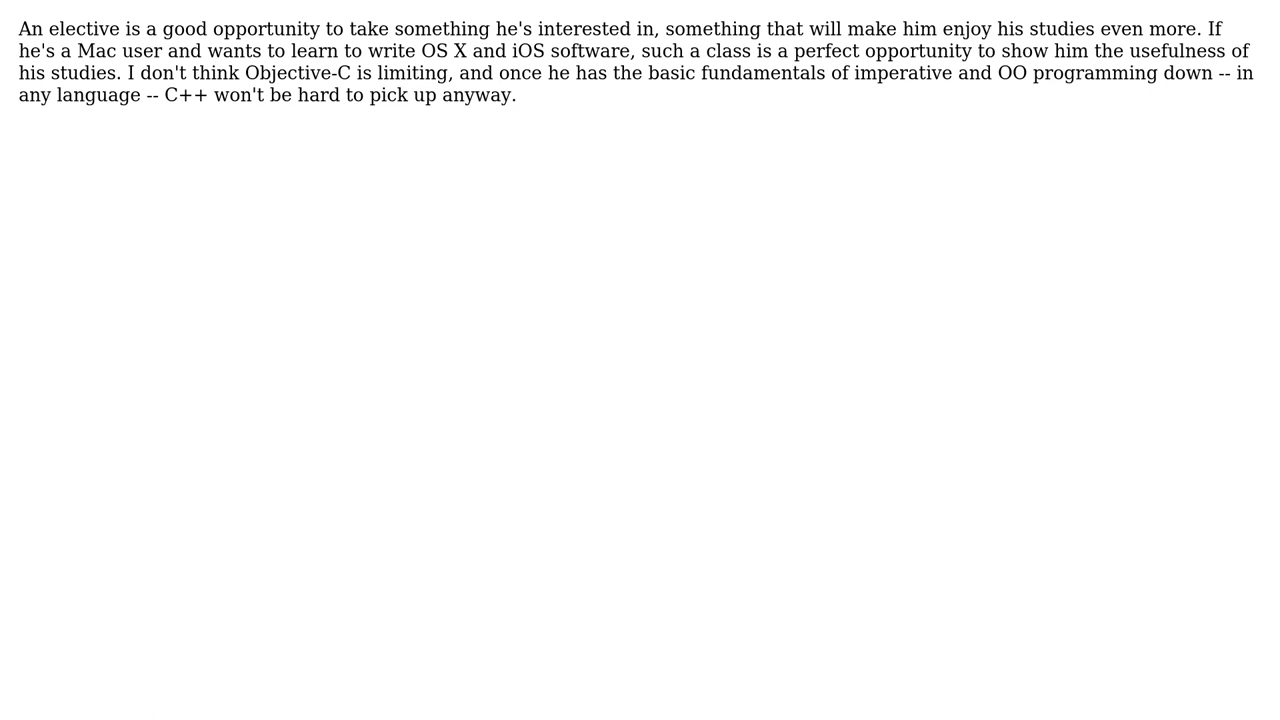 An elective is a good opportunity to take something he's interested in, something that will make him enjoy his studies even more. If
he's a Mac user and wants to learn to write OS X and iOS software, such a class is a perfect opportunity to show him the usefulness of
his studies. I don't think Objective-C is limiting, and once he has the basic fundamentals of imperative and OO programming down -- in
any language -- C++ won't be hard to pick up anyway.